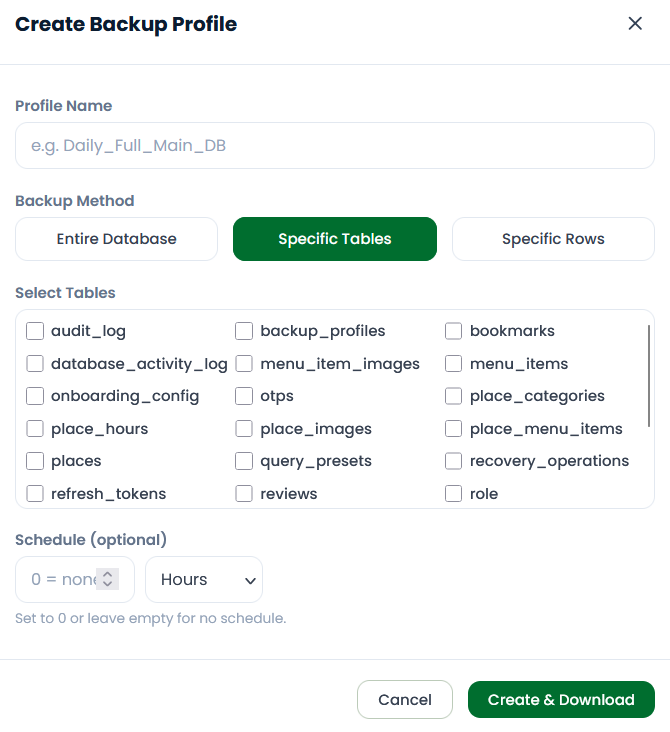 Create Backup Profile
Profile Name
e.g. Daily_Full_Main_DB
Backup Method
Entire Database Specific Tables Specific Rows
Select Tables
audit_log backup_profiles bookmarks
database_activity_log menu_item_images menu_items
onboarding_config otps place_categories
place_hours place_images place_menu_items
places query_presets recovery_operations
refresh_tokens reviews role
Schedule (optional)
0 = none Hours
Set to 0 or leave empty for no schedule.
Cancel Create & Download